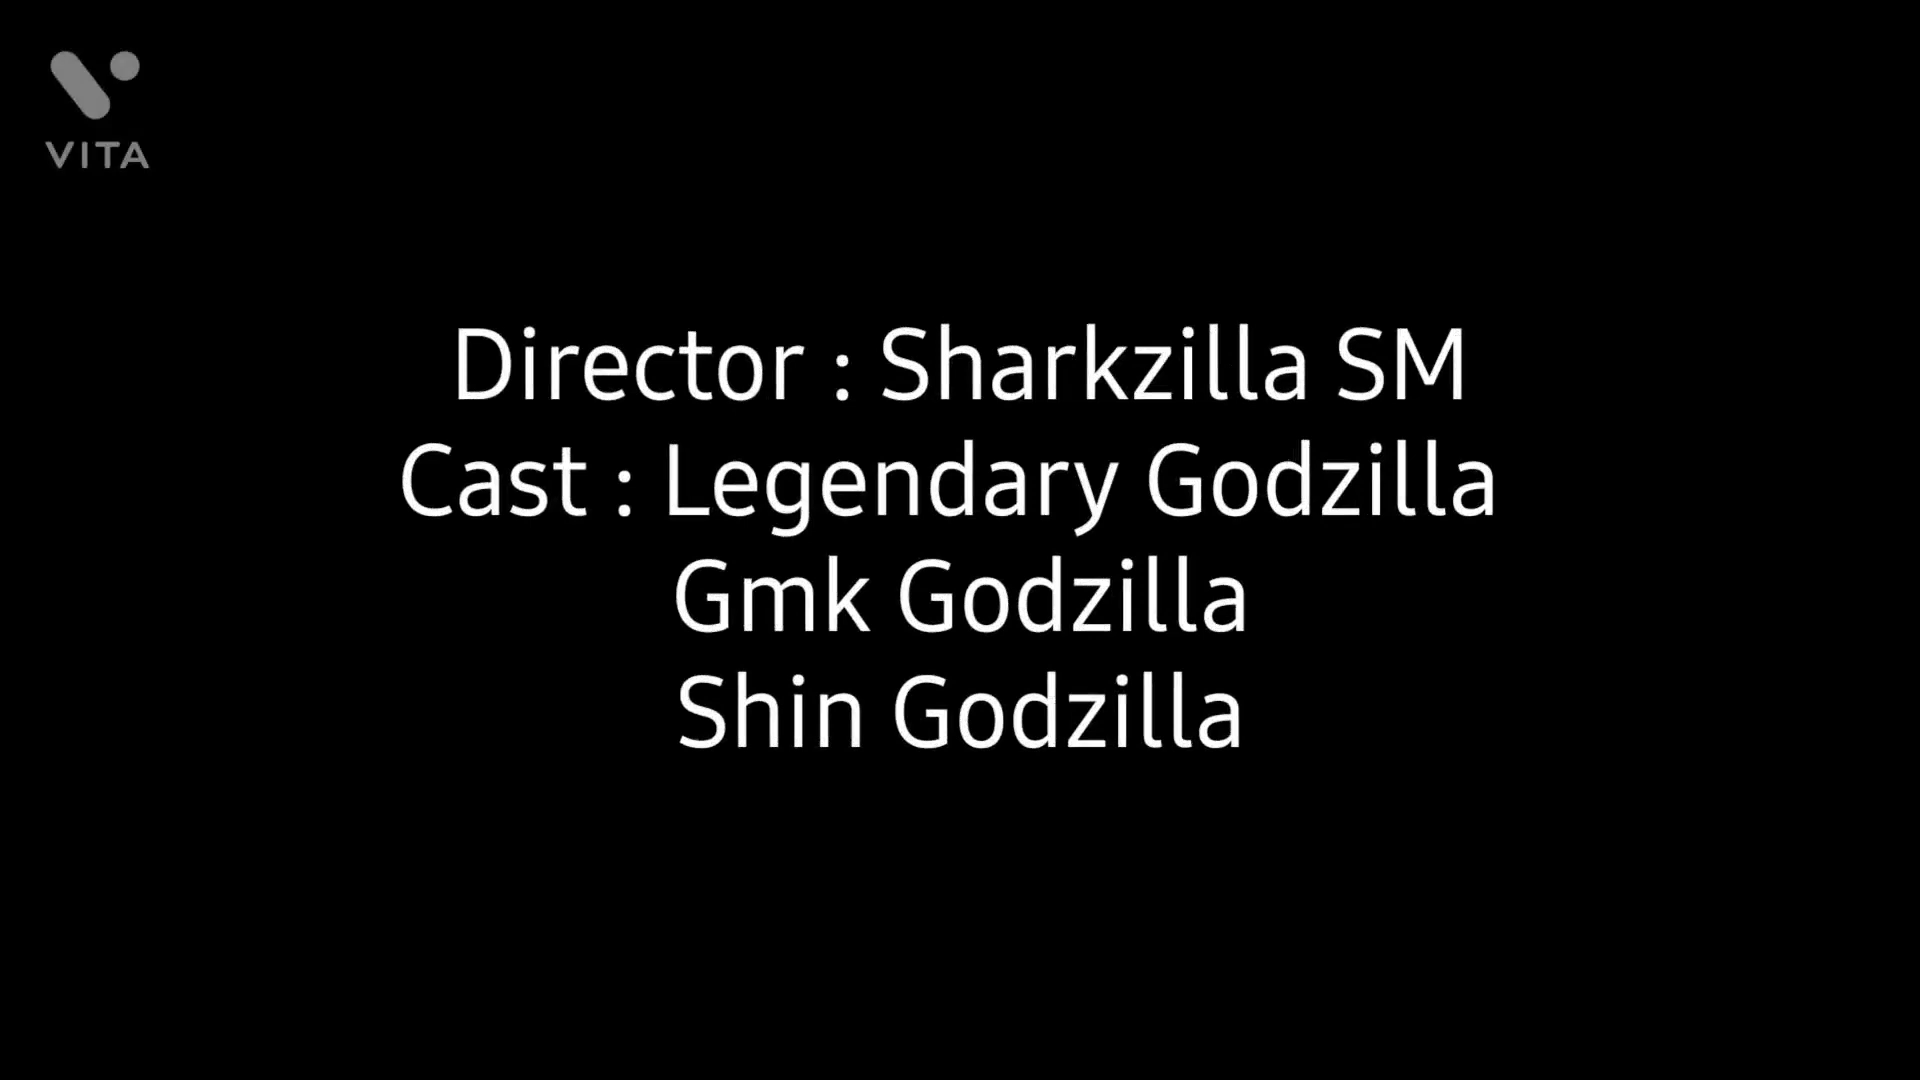 VITA
Director : Sharkzilla SM
Cast : Legendary Godzilla
Gmk Godzilla
Shin Godzilla